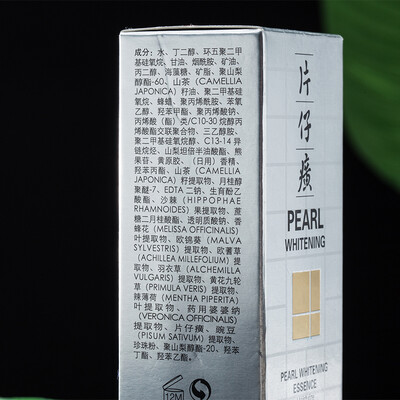 成份：水、丁二醇、环五聚二甲
基硅氧烷、甘油、烟酰胺、矿油、
丙二醇、海藻糖、矿脂、聚山梨
醇酯-60、山茶（CAMELLIA
JAPONICA）籽油、聚二甲基硅
氧烷、蜂蜡、聚丙烯酰胺、苯氧
乙醇、羟苯甲酯、聚丙烯酸钠、
丙烯酸（酯）类/C10-30 烷醇丙
烯酸酯交联聚合物、三乙醇胺、
聚二甲基硅氧烷醇、C13-14 异
链烷烃、山梨坦倍半油酸酯、熊
果苷、黄原胶、（日用）香精、
羟苯丙酯、山茶（CAMELLIA
JAPONICA）籽提取物、月桂醇
聚醚-7、EDTA 二钠、生育酚乙
酸酯、沙棘（HIPPOPHAE
RHAMNOIDES）果提取物、蔗
糖二月桂酸酯、透明质酸钠、香
蜂花（MELISSA OFFICINALIS）
叶提取物、欧锦葵（MALVA
SYLVESTRIS）提取物、欧蓍草
（ACHILLEA MILLEFOLIUM）提
取物、羽衣草（ALCHEMILLA
VULGARIS）提取物、黄花九轮
草（PRIMULA VERIS）提取物、
辣薄荷（MENTHA PIPERITA）
叶提取物、药用婆婆纳
（VERONICA OFFICINALIS）
提取物、片仔癀、豌豆
（PISUM SATIVUM）提取物、
珍珠粉、聚山梨醇酯-20、羟苯
丁酯、羟苯乙酯。
12M
片仔癀
PEARL
WHITENING
PEARL WHITENING
ESSENCE